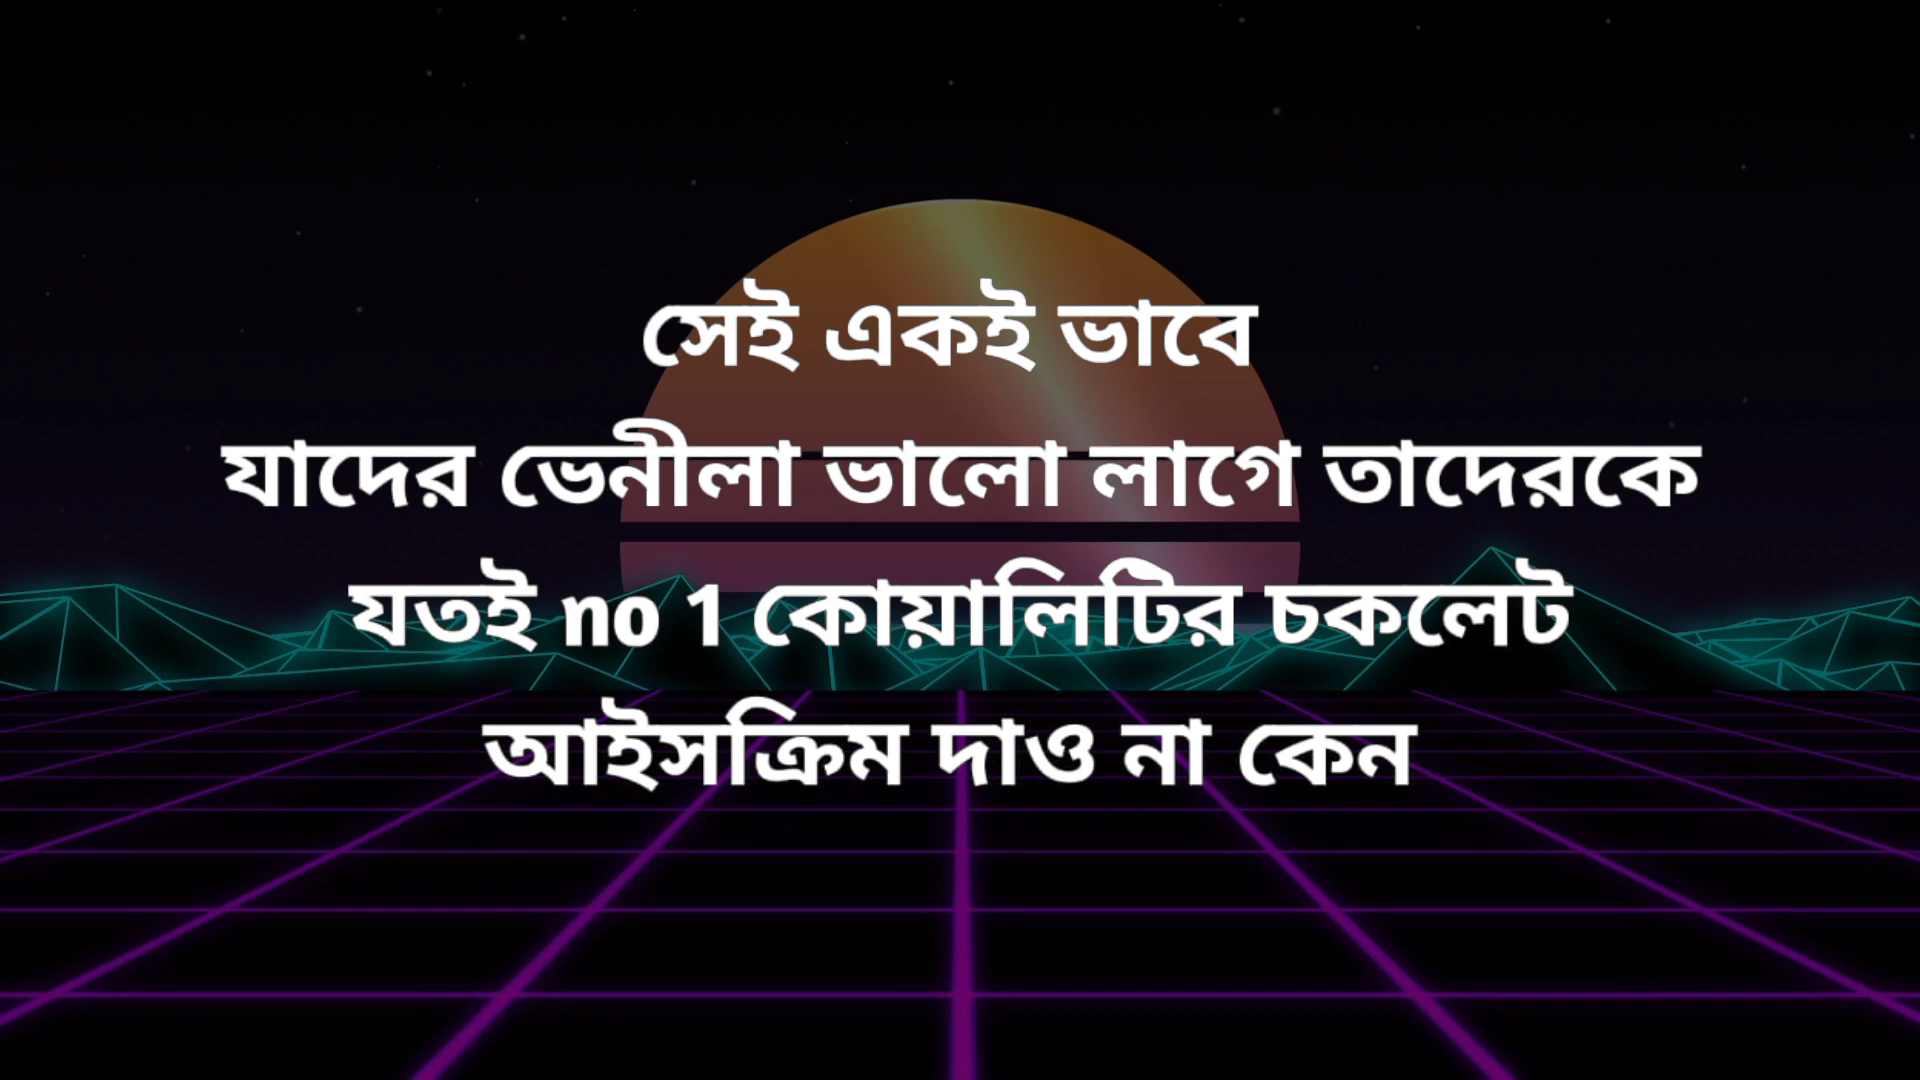 সেই একই ভাবে
যাদের ভেনীলা ভালো লাগে তাদেরকে
যতই no 1 কোয়ালিটির চকলেট
আইসক্রিম দাও না কেন